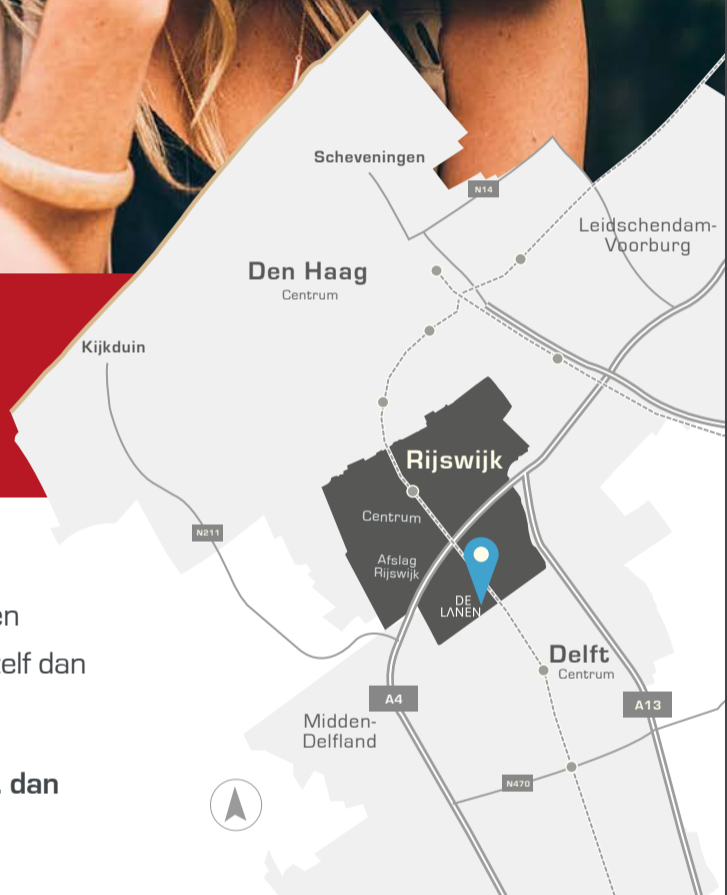 Scheveningen
N14
Leidschendam-
Voorburg
Den Haag
Centrum
Kijkduin
Rijswijk
Centrum
N211
Afslag
Rijswijk
DE
LANEN
en
elf dan
Delft
Centrum
A4
A13
Midden-
Delfland
dan
N470